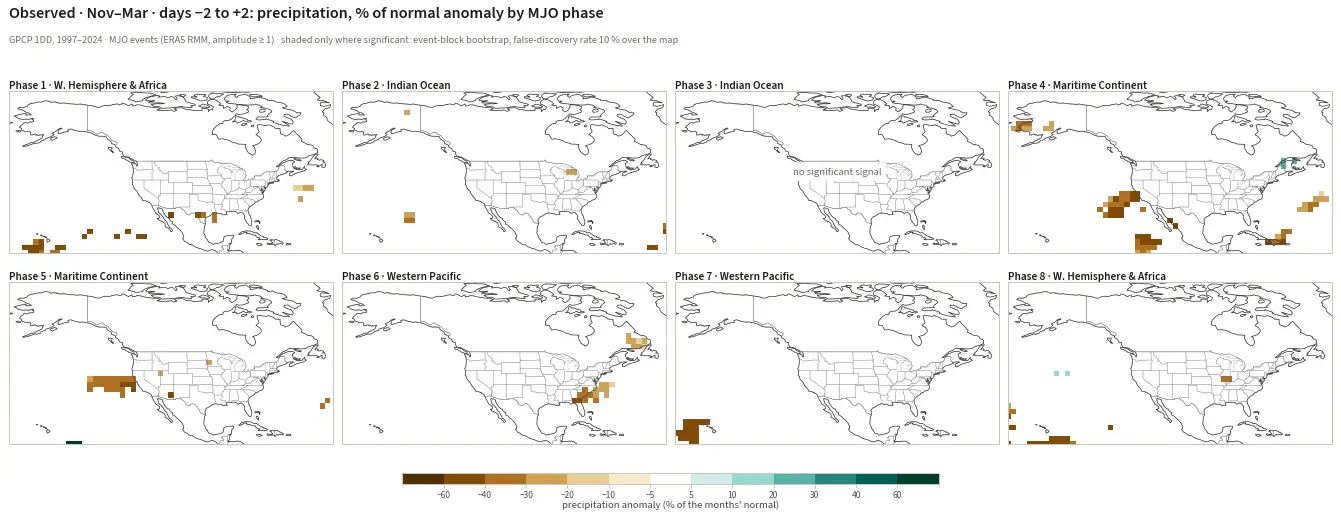 Observed · Nov–Mar · days −2 to +2: precipitation, % of normal anomaly by MJO phase
GPCP 1DD, 1997–2024 · MJO events (ERA5 RMM, amplitude ≥ 1) · shaded only where significant: event-block bootstrap, false-discovery rate 10 % over the map
Phase 1 · W. Hemisphere & Africa
Phase 2 · Indian Ocean
Phase 3 · Indian Ocean
Phase 4 · Maritime Continent
no significant signal
Phase 5 · Maritime Continent
Phase 6 · Western Pacific
Phase 7 · Western Pacific
Phase 8 · W. Hemisphere & Africa
−60 −40 −30 −20 −10 −5 5 10 20 30 40 60
precipitation anomaly (% of the months' normal)